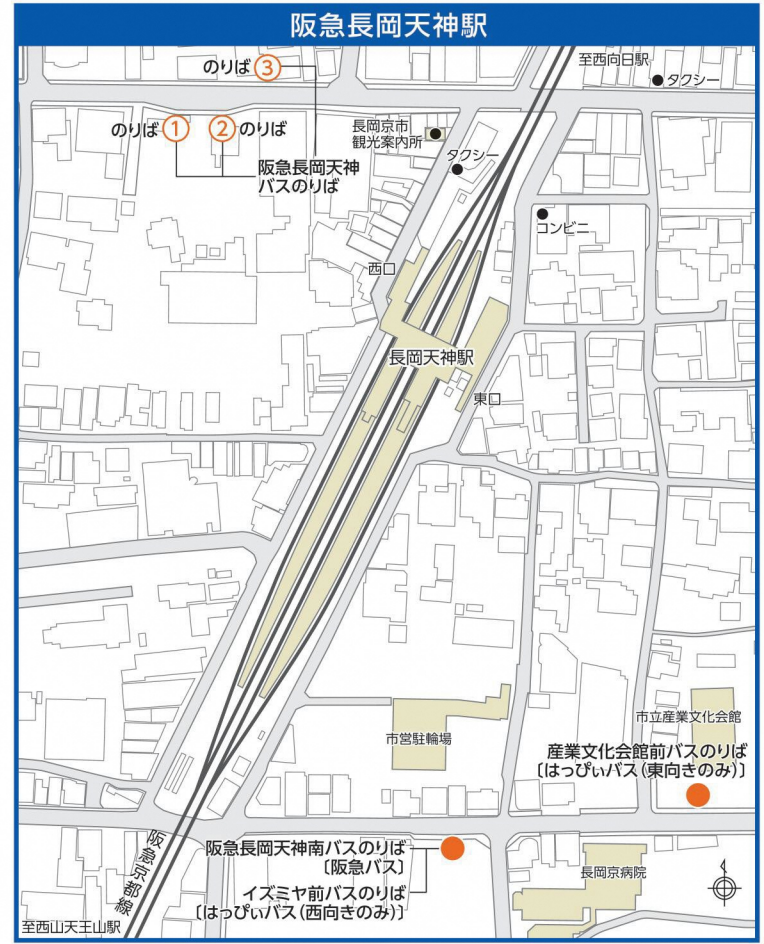 阪急長岡天神駅
至西向日駅
のりば③
タクシー
のりば①
②のりば
長岡京市
観光案内所
タクシー
阪急長岡天神
バスのりば
コンビニ
西口
長岡天神駅
東口
市立産業文化会館
市営駐輪場
産業文化会館前バスのりば
〔はっぴぃバス（東向きのみ）〕
阪急京都線
阪急長岡天神南バスのりば
〔阪急バス〕
イズミヤ前バスのりば
〔はっぴぃバス（西向きのみ）〕
長岡京病院
至西山天王山駅